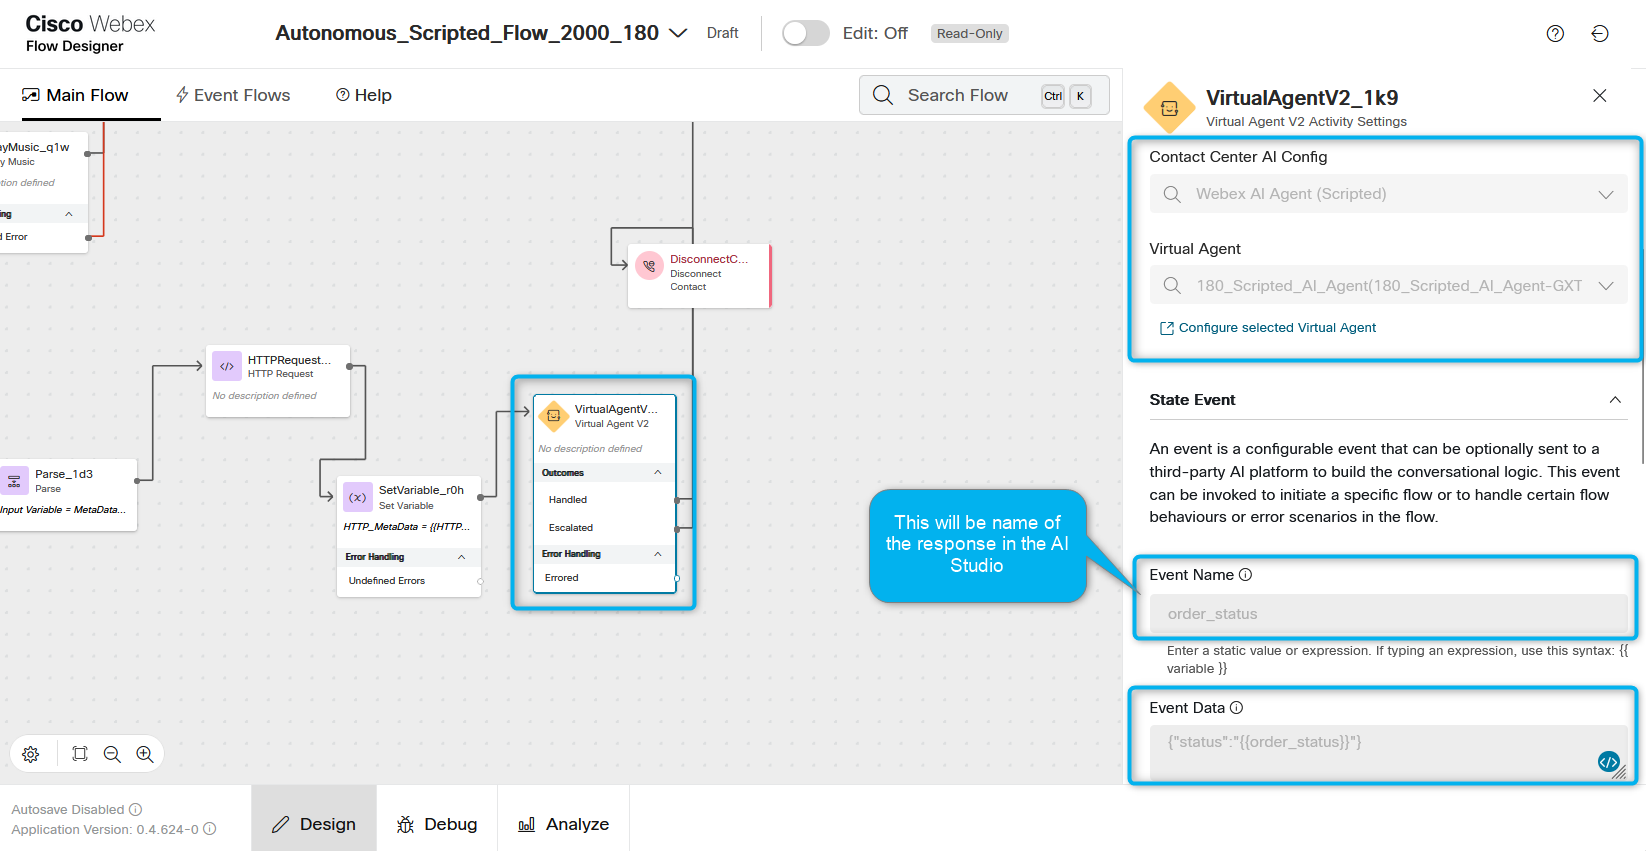 Cisco Webex
Flow Designer
Autonomous_Scripted_Flow_2000_180
Draft
Edit: Off
Read-Only
Main Flow
Event Flows
Help
Search Flow
Ctrl
K
ayMusic_q1w
y Music
tion defined
ing
d Error
DisconnectC...
Disconnect
Contact
HTTPRequest...
HTTP Request
No description defined
VirtualAgentV...
Virtual Agent V2
No description defined
Outcomes
Handled
Escalated
Error Handling
Errored
Parse_1d3
Parse
Input Variable = MetaData...
SetVariable_r0h
Set Variable
HTTP_MetaData = {{HTTP...
Error Handling
Undefined Errors
This will be name of
the response in the AI
Studio
VirtualAgentV2_1k9
Virtual Agent V2 Activity Settings
Contact Center AI Config
Webex AI Agent (Scripted)
Virtual Agent
180_Scripted_AI_Agent(180_Scripted_AI_Agent-GXT
Configure selected Virtual Agent
State Event
An event is a configurable event that can be optionally sent to a
third-party AI platform to build the conversational logic. This event
can be invoked to initiate a specific flow or to handle certain flow
behaviours or error scenarios in the flow.
Event Name
order_status
Enter a static value or expression. If typing an expression, use this syntax: {{
variable }}
Event Data
{"status":"{{order_status}}"}
Autosave Disabled
Application Version: 0.4.624-0
Design
Debug
Analyze